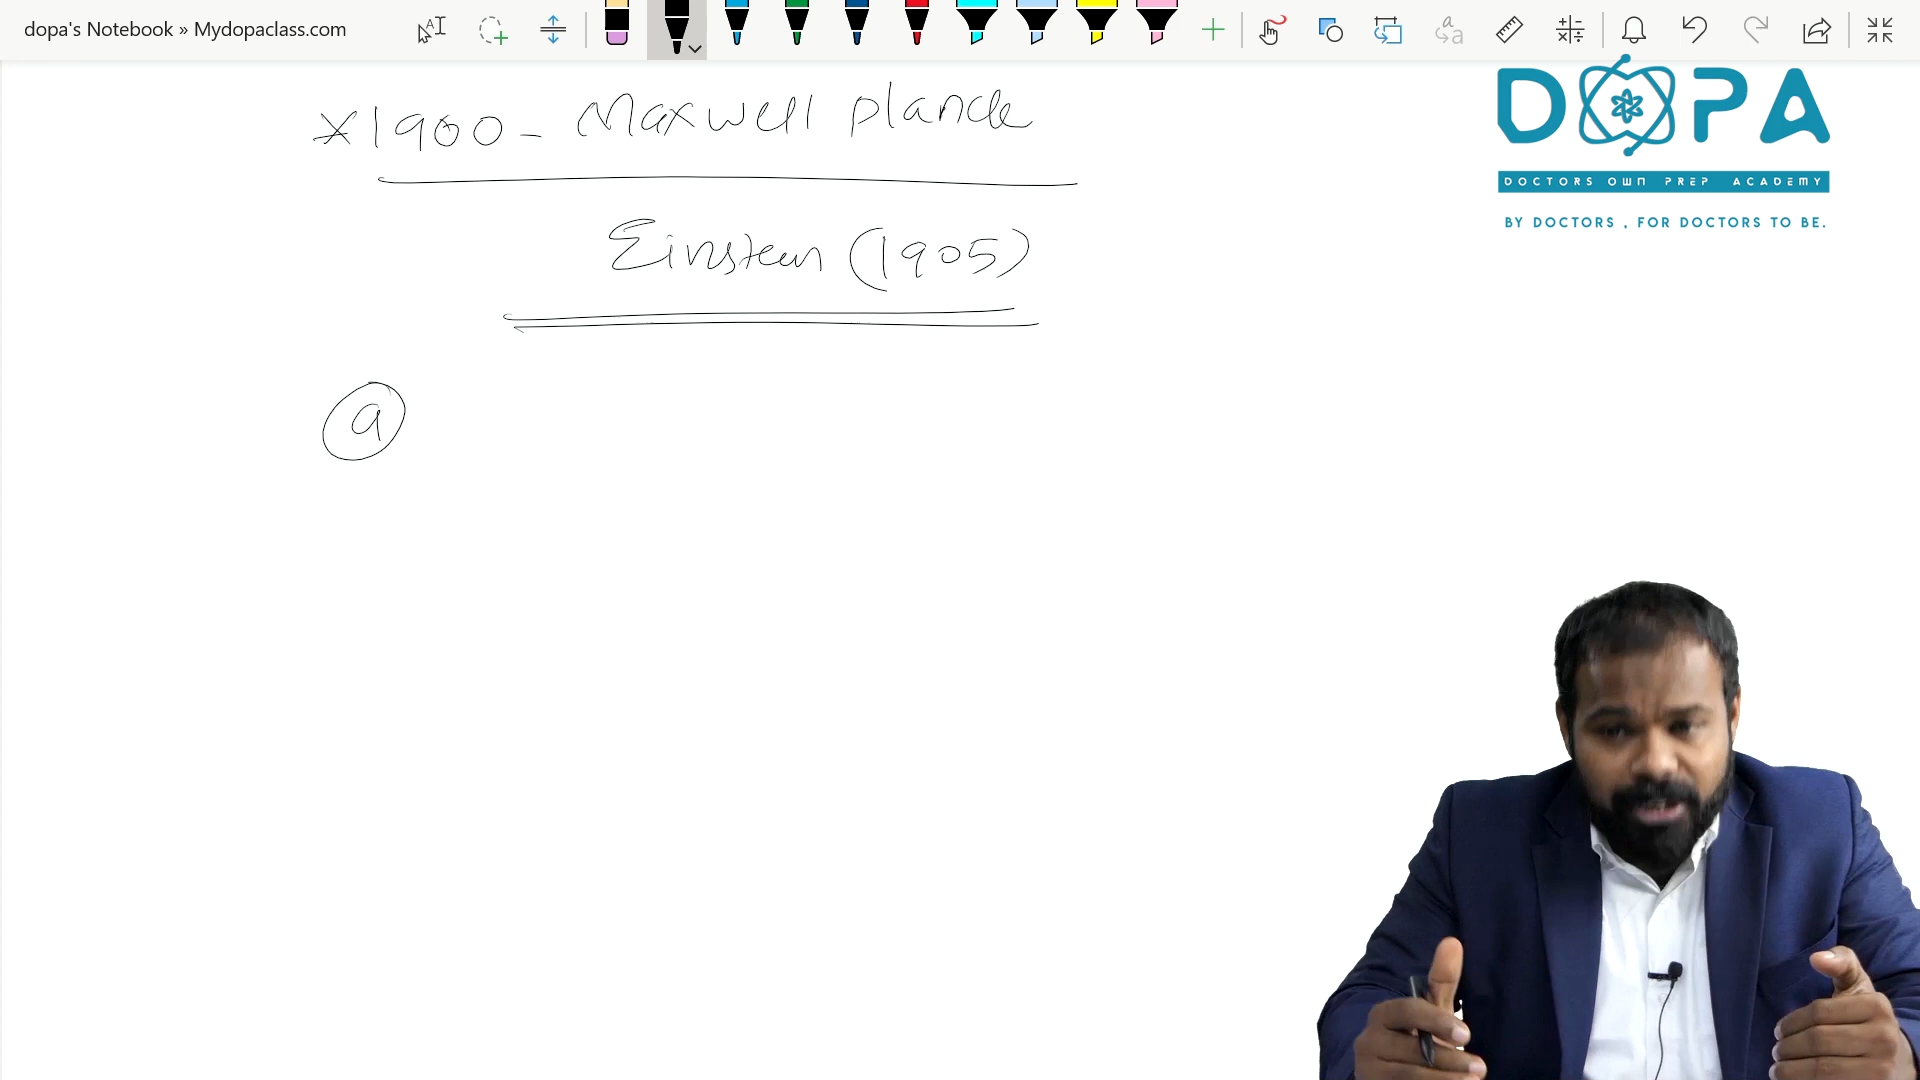 dopa's Notebook » Mydopaclass.com
DOPA
DOCTORS OWN PREP ACADEMY
BY DOCTORS , FOR DOCTORS TO BE.
*1900 - Maxwell planck
Einstein (1905)
a